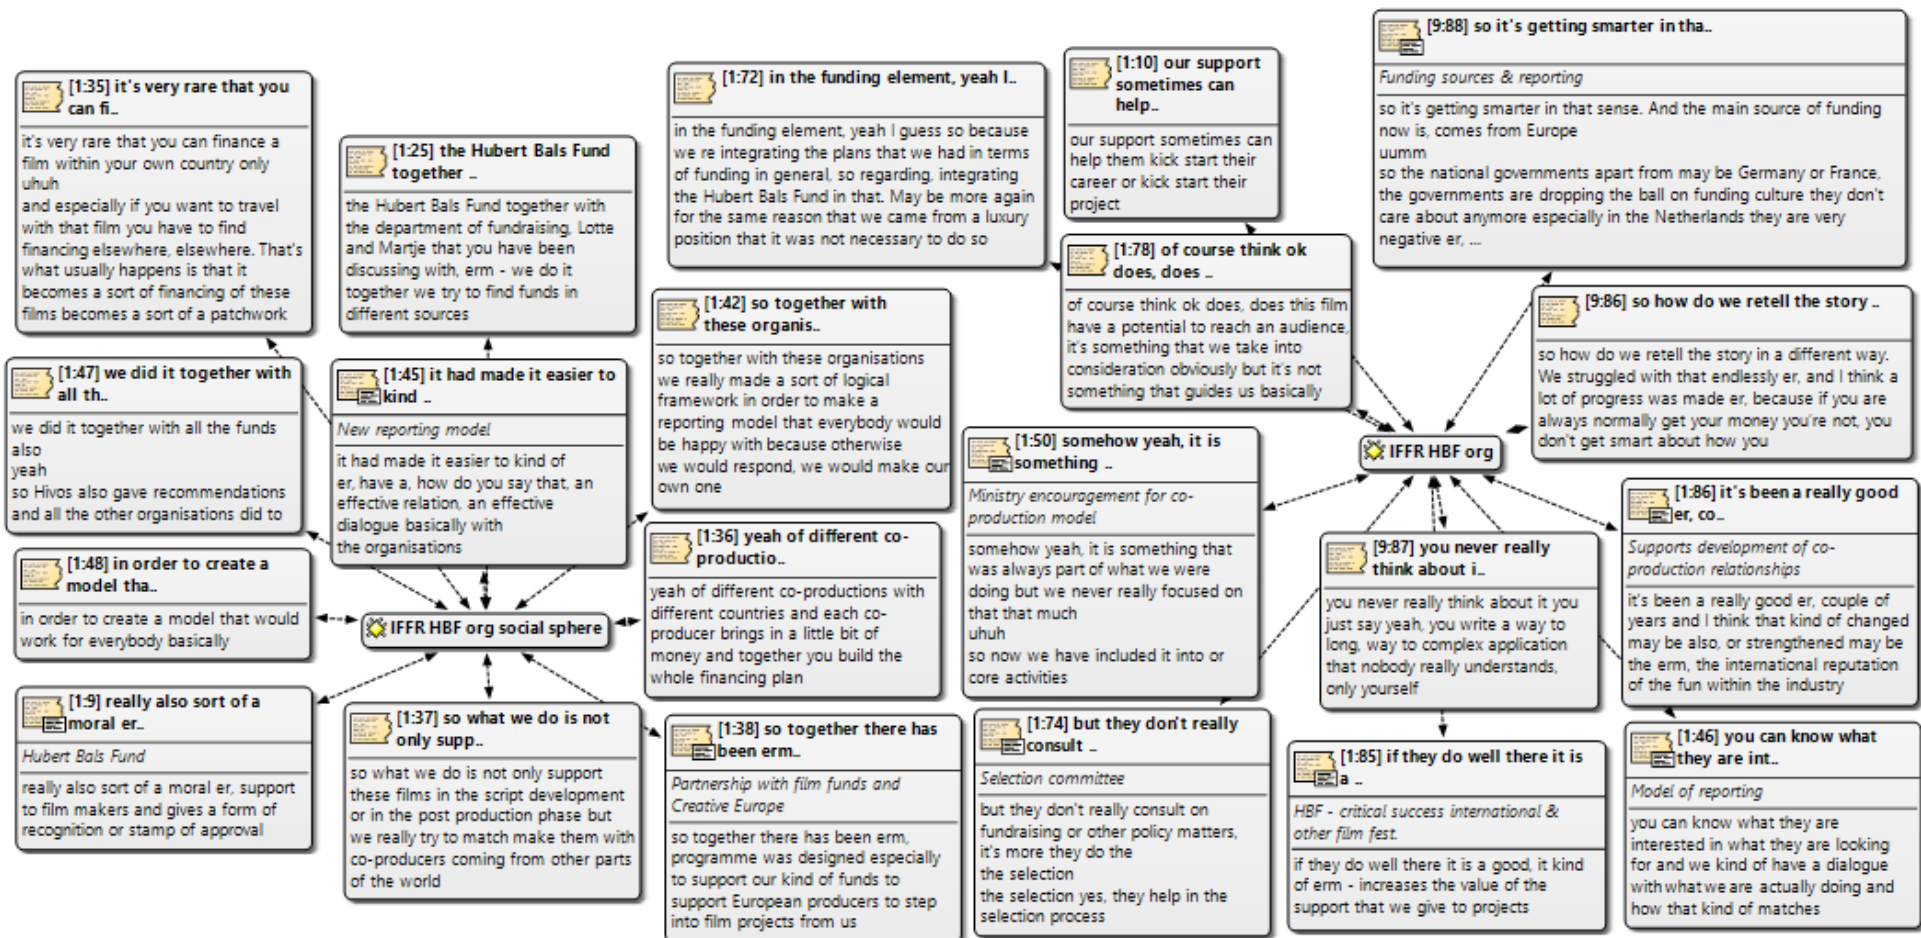 [1:35] it's very rare that you
can fi..
it's very rare that you can finance a
film within your own country only
uhuh
and especially if you want to travel
with that film you have to find
financing elsewhere, elsewhere. That's
what usually happens is that it
becomes a sort of financing of these
films becomes a sort of a patchwork
[1:25] the Hubert Bals Fund
together ..
the Hubert Bals Fund together with
the department of fundraising, Lotte
and Martje that you have been
discussing with, erm - we do it
together we try to find funds in
different sources
[1:72] in the funding element, yeah I..
in the funding element, yeah I guess so because
we re integrating the plans that we had in terms
of funding in general, so regarding, integrating
the Hubert Bals Fund in that. May be more again
for the same reason that we came from a luxury
position that it was not necessary to do so
[1:10] our support
sometimes can
help..
our support sometimes can
help them kick start their
career or kick start their
project
[9:88] so it's getting smarter in tha..
Funding sources & reporting
so it's getting smarter in that sense. And the main source of funding
now is, comes from Europe
uumm
so the national governments apart from may be Germany or France,
the governments are dropping the ball on funding culture they don't
care about anymore especially in the Netherlands they are very
negative er, ...
[1:47] we did it together with
all th..
we did it together with all the funds
also
yeah
so Hivos also gave recommendations
and all the other organisations did to
[1:45] it had made it easier to
kind ..
New reporting model
it had made it easier to kind of
er, have a, how do you say that, an
effective relation, an effective
dialogue basically with
the organisations
[1:42] so together with
these organis..
so together with these organisations
we really made a sort of logical
framework in order to make a
reporting model that everybody would
be happy with because otherwise
we would respond, we would make our
own one
[1:78] of course think ok
does, does ..
of course think ok does, does this film
have a potential to reach an audience,
it's something that we take into
consideration obviously but it's not
something that guides us basically
[9:86] so how do we retell the story ..
so how do we retell the story in a different way.
We struggled with that endlessly er, and I think a
lot of progress was made er, because if you are
always normally get your money you're not, you
don't get smart about how you
IFFR HBF org
[1:48] in order to create a
model tha..
in order to create a model that would
work for everybody basically
IFFR HBF org social sphere
[1:36] yeah of different co-
productio..
yeah of different co-productions with
different countries and each co-
producer brings in a little bit of
money and together you build the
whole financing plan
[1:50] somehow yeah, it is
something ..
Ministry encouragement for co-
production model
somehow yeah, it is something that
was always part of what we were
doing but we never really focused on
that that much
uhuh
so now we have included it into or
core activities
[9:87] you never really
think about i..
you never really think about it you
just say yeah, you write a way to
long, way to complex application
that nobody really understands,
only yourself
[1:86] it's been a really good
er, co..
Supports development of co-
production relationships
it's been a really good er, couple of
years and I think that kind of changed
may be also, or strengthened may be
the erm, the international reputation
of the fun within the industry
[1:9] really also sort of a
moral er..
Hubert Bals Fund
really also sort of a moral er, support
to film makers and gives a form of
recognition or stamp of approval
[1:37] so what we do is not
only supp..
so what we do is not only support
these films in the script development
or in the post production phase but
we really try to match make them with
co-producers coming from other parts
of the world
[1:38] so together there has
been erm..
Partnership with film funds and
Creative Europe
so together there has been erm,
programme was designed especially
to support our kind of funds to
support European producers to step
into film projects from us
[1:74] but they don't really
consult ..
Selection committee
but they don't really consult on
fundraising or other policy matters,
it's more they do the
the selection
the selection yes, they help in the
selection process
[1:85] if they do well there it is
a ..
HBF - critical success international &
other film fest.
if they do well there it is a good, it kind
of erm - increases the value of the
support that we give to projects
[1:46] you can know what
they are int..
Model of reporting
you can know what they are
interested in what they are looking
for and we kind of have a dialogue
with what we are actually doing and
how that kind of matches